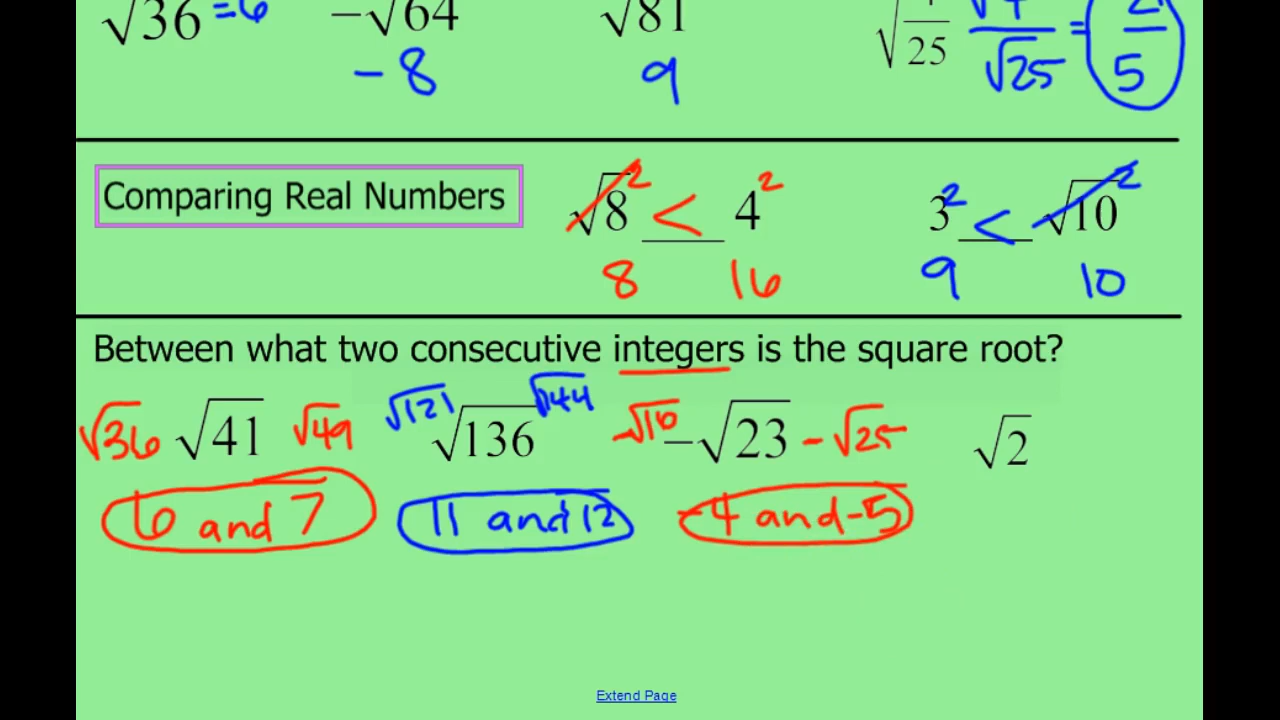 √36 =6 −√64 √81 √ /25 √4/√25 = 2/5
-8 9
Comparing Real Numbers √8² < 4² 3² < √10²
8 16 9 10
Between what two consecutive integers is the square root?
√36 √41 √49 √121 √136 √144 -√16 −√23 -√25 √2
6 and 7 11 and 12 -4 and -5
Extend Page